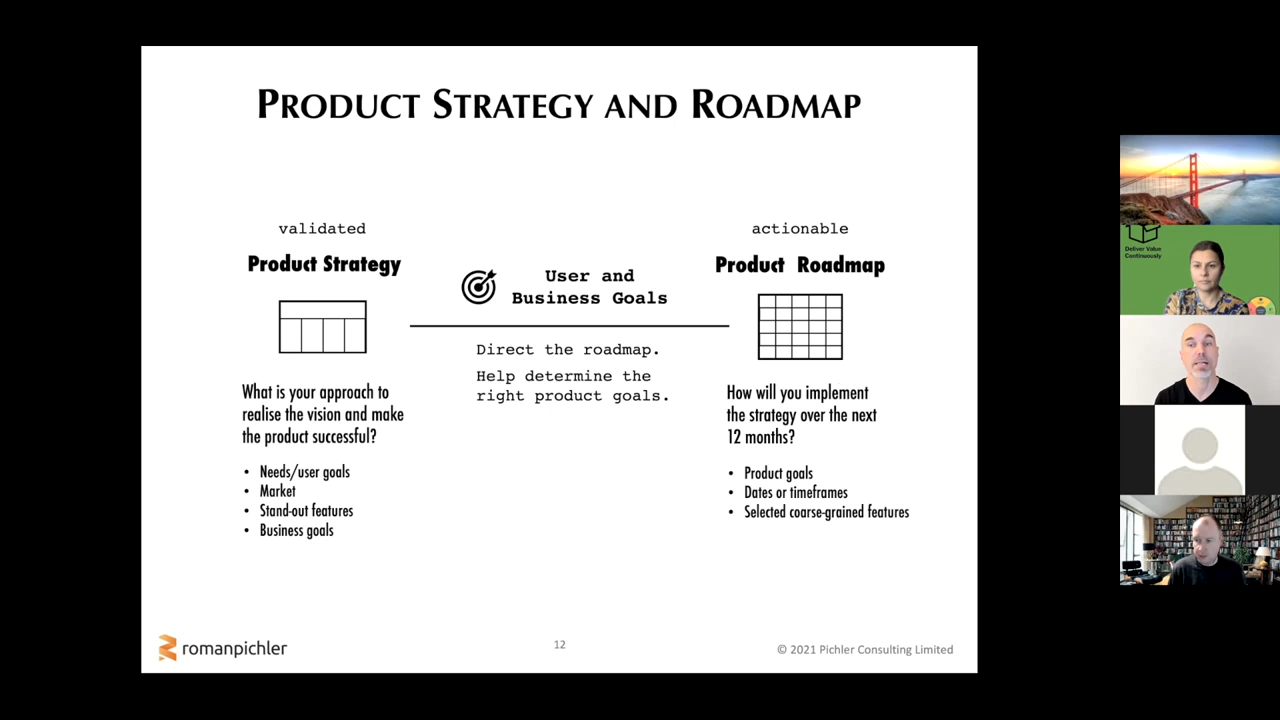 PRODUCT STRATEGY AND ROADMAP
validated
Product Strategy
What is your approach to
realise the vision and make
the product successful?
• Needs/user goals
• Market
• Stand-out features
• Business goals
User and
Business Goals
Direct the roadmap.
Help determine the
right product goals.
actionable
Product Roadmap
How will you implement
the strategy over the next
12 months?
• Product goals
• Dates or timeframes
• Selected coarse-grained features
romanpichler
12
© 2021 Pichler Consulting Limited
Deliver Value
Continuously